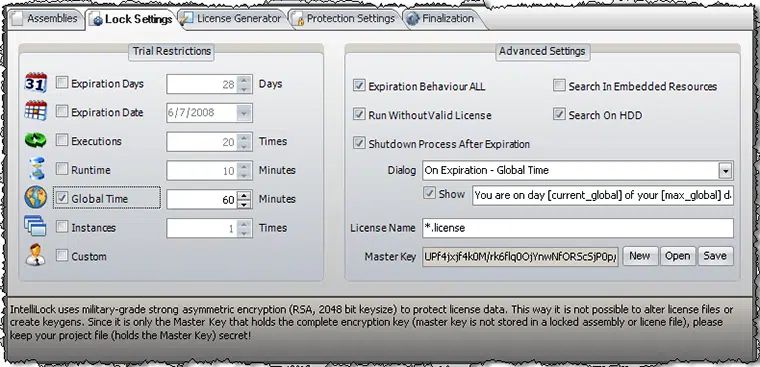 Assemblies Lock Settings License Generator Protection Settings Finalization
Trial Restrictions
31 Expiration Days 28 Days
Expiration Date 6/7/2008
Executions 20 Times
Runtime 10 Minutes
Global Time 60 Minutes
Instances 1 Times
Custom
Advanced Settings
Expiration Behaviour ALL Search In Embedded Resources
Run Without Valid License Search On HDD
Shutdown Process After Expiration
Dialog On Expiration - Global Time
Show You are on day [current_global] of your [max_global] d
License Name *.license
Master Key New Open Save
IntelliLock uses military-grade strong asymmetric encryption (RSA, 2048 bit keysize) to protect license data. This way it is not possible to alter license files or
create keygens. Since it is only the Master Key that holds the complete encryption key (master key is not stored in a locked assembly or licene file), please
keep your project file (holds the Master Key) secret!